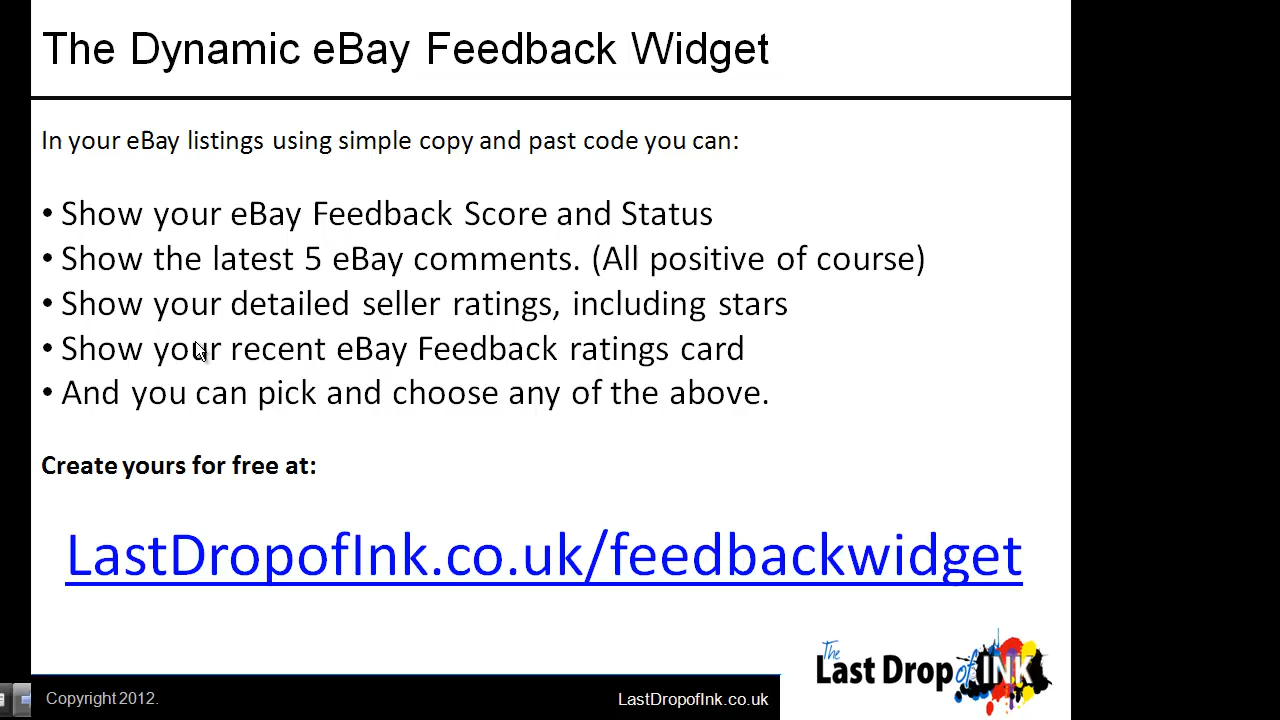 The Dynamic eBay Feedback Widget
In your eBay listings using simple copy and past code you can:
• Show your eBay Feedback Score and Status
• Show the latest 5 eBay comments. (All positive of course)
• Show your detailed seller ratings, including stars
• Show your recent eBay Feedback ratings card
• And you can pick and choose any of the above.
Create yours for free at:
LastDropofInk.co.uk/feedbackwidget
The
Last Drop of INK
Copyright 2012.
LastDropofInk.co.uk